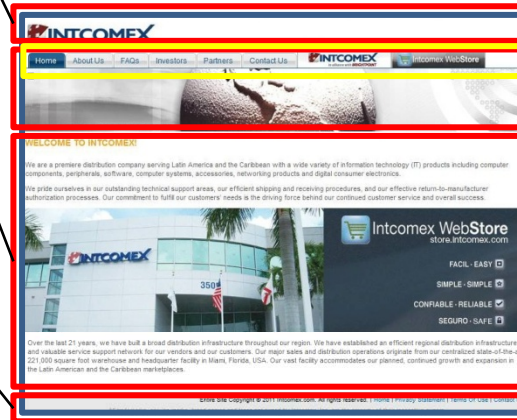 INTCOMEX
Home About Us FAQs Investors Partners Contact Us INTCOMEX Intcomex WebStore
WELCOME TO INTCOMEX!
We are a premiere distribution company serving Latin America and the Caribbean with a wide variety of information technology (IT) products including computer
components, peripherals, software, computer systems, accessories, networking products and digital consumer electronics.
We pride ourselves in our outstanding technical support areas, our efficient shipping and receiving procedures, and our effective return-to-manufacturer
authorization processes. Our commitment to fulfill our customers' needs is the driving force behind our continued customer service and overall success.
Intcomex WebStore
store.intcomex.com
INTCOMEX
3505
FACIL - EASY
SIMPLE - SIMPLE
CONFIABLE - RELIABLE
SEGURO - SAFE
Over the last 21 years, we have built a broad distribution infrastructure throughout our region. We have established an efficient regional distribution infrastructure
and valuable service support network for our vendors and our customers. Our major sales and distribution operations originate from our centralized state-of-the-a
221,000 square foot warehouse and headquarter facility in Miami, Florida, USA. Our vast facility accommodates our planned, continued growth and expansion in
the Latin American and the Caribbean marketplaces.
Entire Site Copyright © 2011 Intcomex.com. All rights reserved. | Home | Privacy Statement | Terms Of Use | Contact